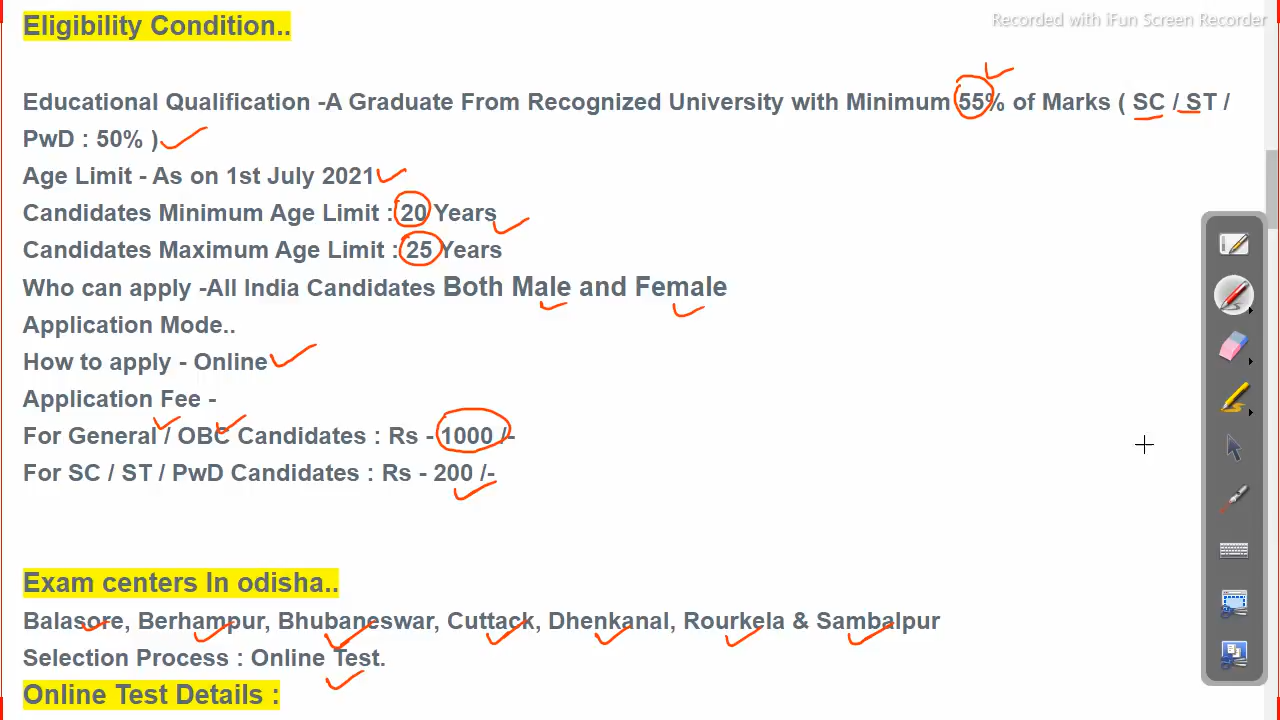 Eligibility Condition..
Recorded with iFun Screen Recorder
Educational Qualification -A Graduate From Recognized University with Minimum 55% of Marks ( SC / ST /
PwD : 50% )
Age Limit - As on 1st July 2021
Candidates Minimum Age Limit : 20 Years
Candidates Maximum Age Limit : 25 Years
Who can apply -All India Candidates Both Male and Female
Application Mode..
How to apply - Online
Application Fee -
For General / OBC Candidates : Rs - 1000 /-
For SC / ST / PwD Candidates : Rs - 200 /-
Exam centers In odisha..
Balasore, Berhampur, Bhubaneswar, Cuttack, Dhenkanal, Rourkela & Sambalpur
Selection Process : Online Test.
Online Test Details :